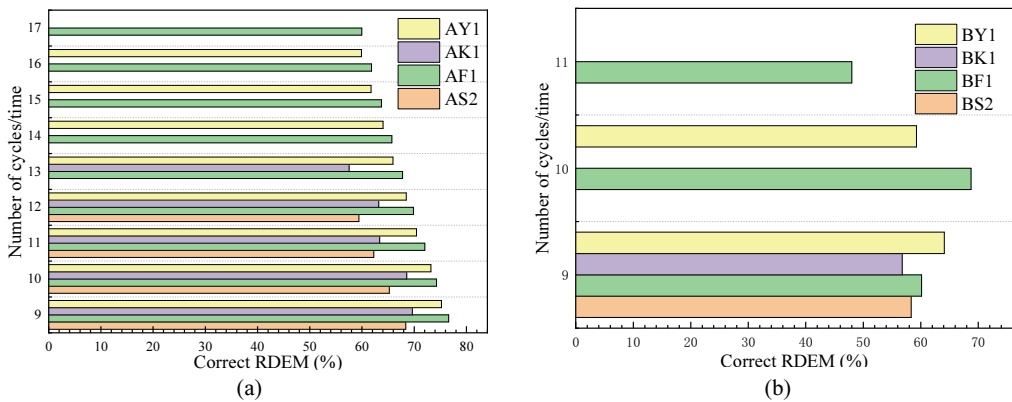 17
16
15
14
13
12
11
10
9
Number of cycles/time
AY1
AK1
AF1
AS2
0 10 20 30 40 50 60 70 80
Correct RDEM (%)
(a)
11
10
9
Number of cycles/time
BY1
BK1
BF1
BS2
0 10 20 30 40 50 60 70
Correct RDEM (%)
(b)